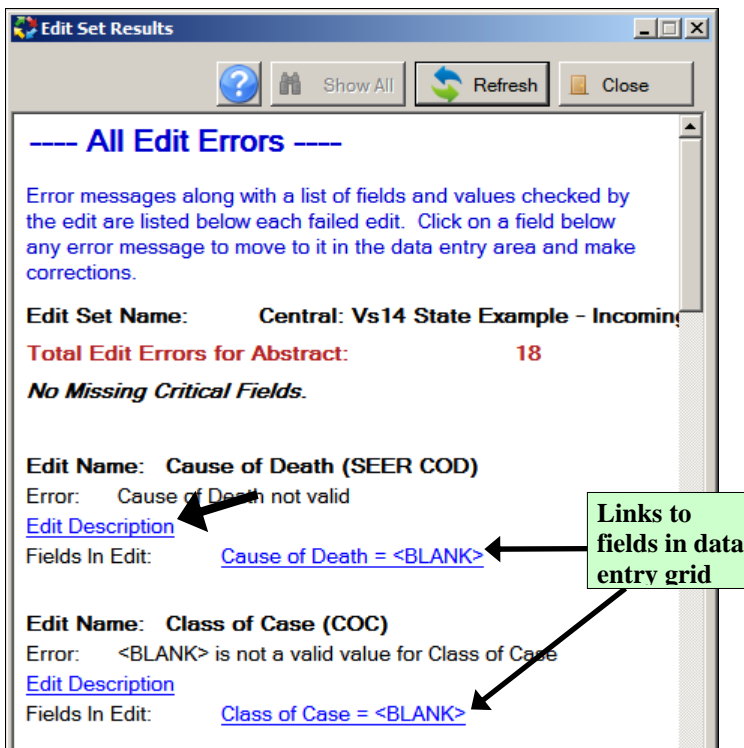 Edit Set Results
Show All
Refresh
Close
---- All Edit Errors ----
Error messages along with a list of fields and values checked by
the edit are listed below each failed edit.  Click on a field below
any error message to move to it in the data entry area and make
corrections.
Edit Set Name: Central: Vs14 State Example - Incoming
Total Edit Errors for Abstract: 18
No Missing Critical Fields.
Edit Name: Cause of Death (SEER COD)
Error: Cause of Death not valid
Edit Description
Fields In Edit: Cause of Death = <BLANK>
Links to
fields in data
entry grid
Edit Name: Class of Case (COC)
Error: <BLANK> is not a valid value for Class of Case
Edit Description
Fields In Edit: Class of Case = <BLANK>